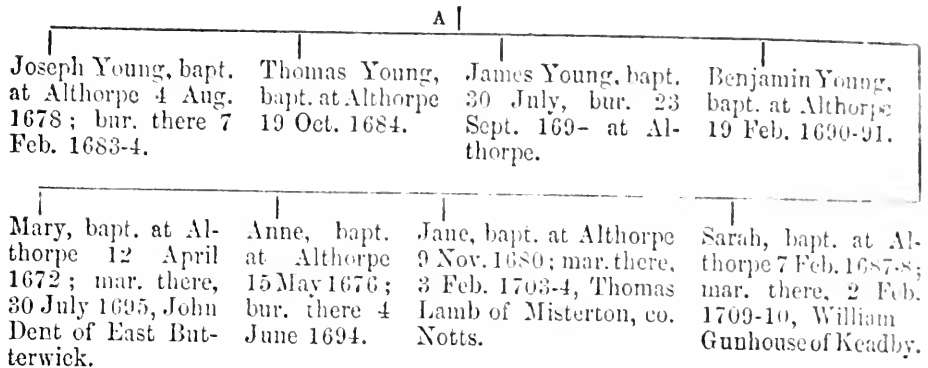 A
Joseph Young, bapt.
at Althorpe 4 Aug.
1678; bur. there 7
Feb. 1683-4.
Thomas Young,
bapt. at Althorpe
19 Oct. 1684.
James Young, bapt.
30 July, bur. 23
Sept. 169- at Al-
thorpe.
Benjamin Young,
bapt. at Althorpe
19 Feb. 1690-91.
Mary, bapt. at Al-
thorpe 12 April
1672; mar. there,
30 July 1695, John
Dent of East But-
terwick.
Anne, bapt.
at Althorpe
15 May 1676;
bur. there 4
June 1694.
Jane, bapt. at Althorpe
9 Nov. 1680; mar. there,
3 Feb. 1703-4, Thomas
Lamb of Misterton, co.
Notts.
Sarah, bapt. at Al-
thorpe 7 Feb. 1687-8;
mar. there, 2 Feb.
1709-10, William
Gunhouse of Keadby.